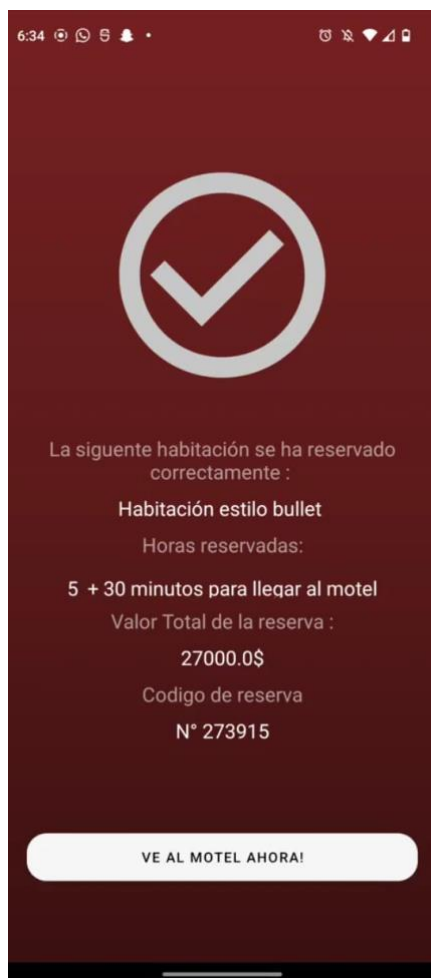 6:34
La siguente habitación se ha reservado
correctamente :
Habitación estilo bullet
Horas reservadas:
5 + 30 minutos para llegar al motel
Valor Total de la reserva :
27000.0$
Codigo de reserva
N° 273915
VE AL MOTEL AHORA!